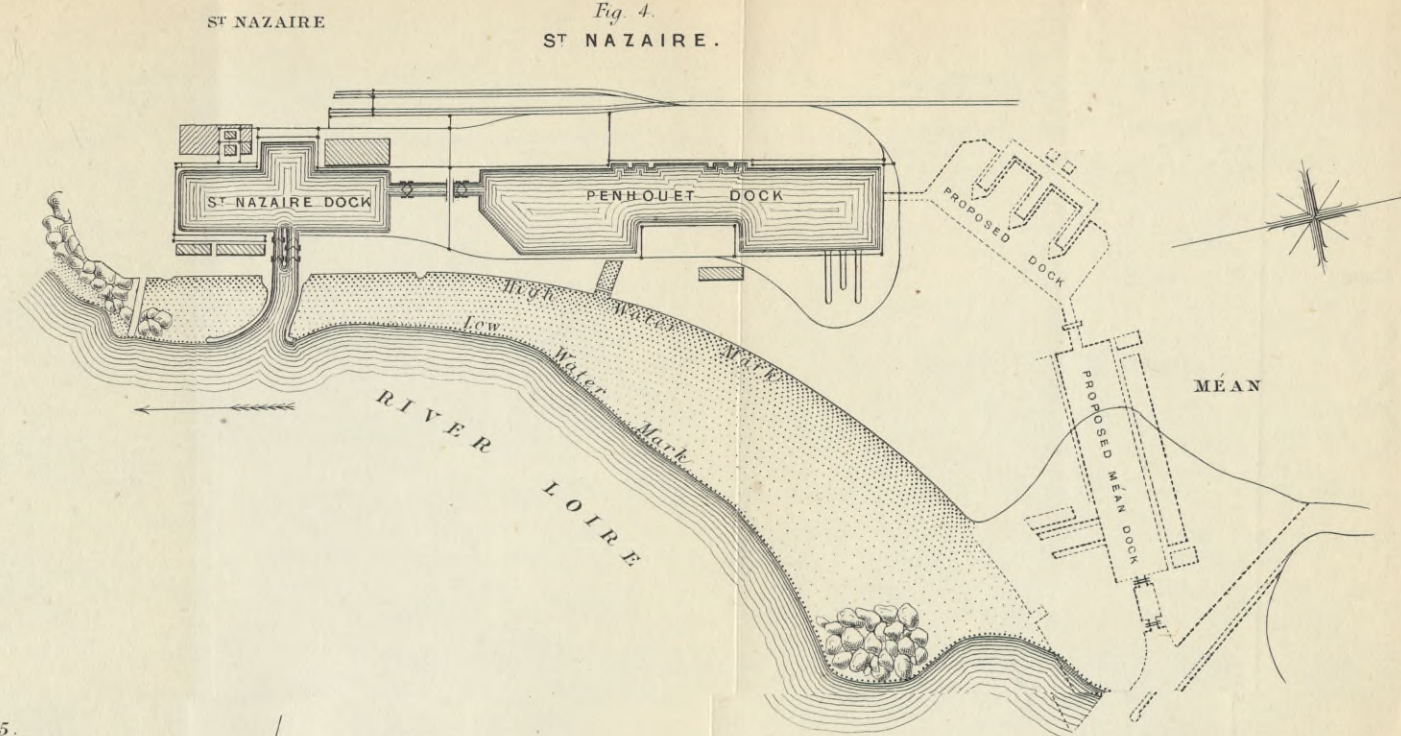 ST NAZAIRE
Fig. 4.
ST NAZAIRE.
ST NAZAIRE DOCK
PENHOUET DOCK
PROPOSED DOCK
High Water Mark
Low Water Mark
MÉAN
PROPOSED MÉAN DOCK
RIVER LOIRE
5.